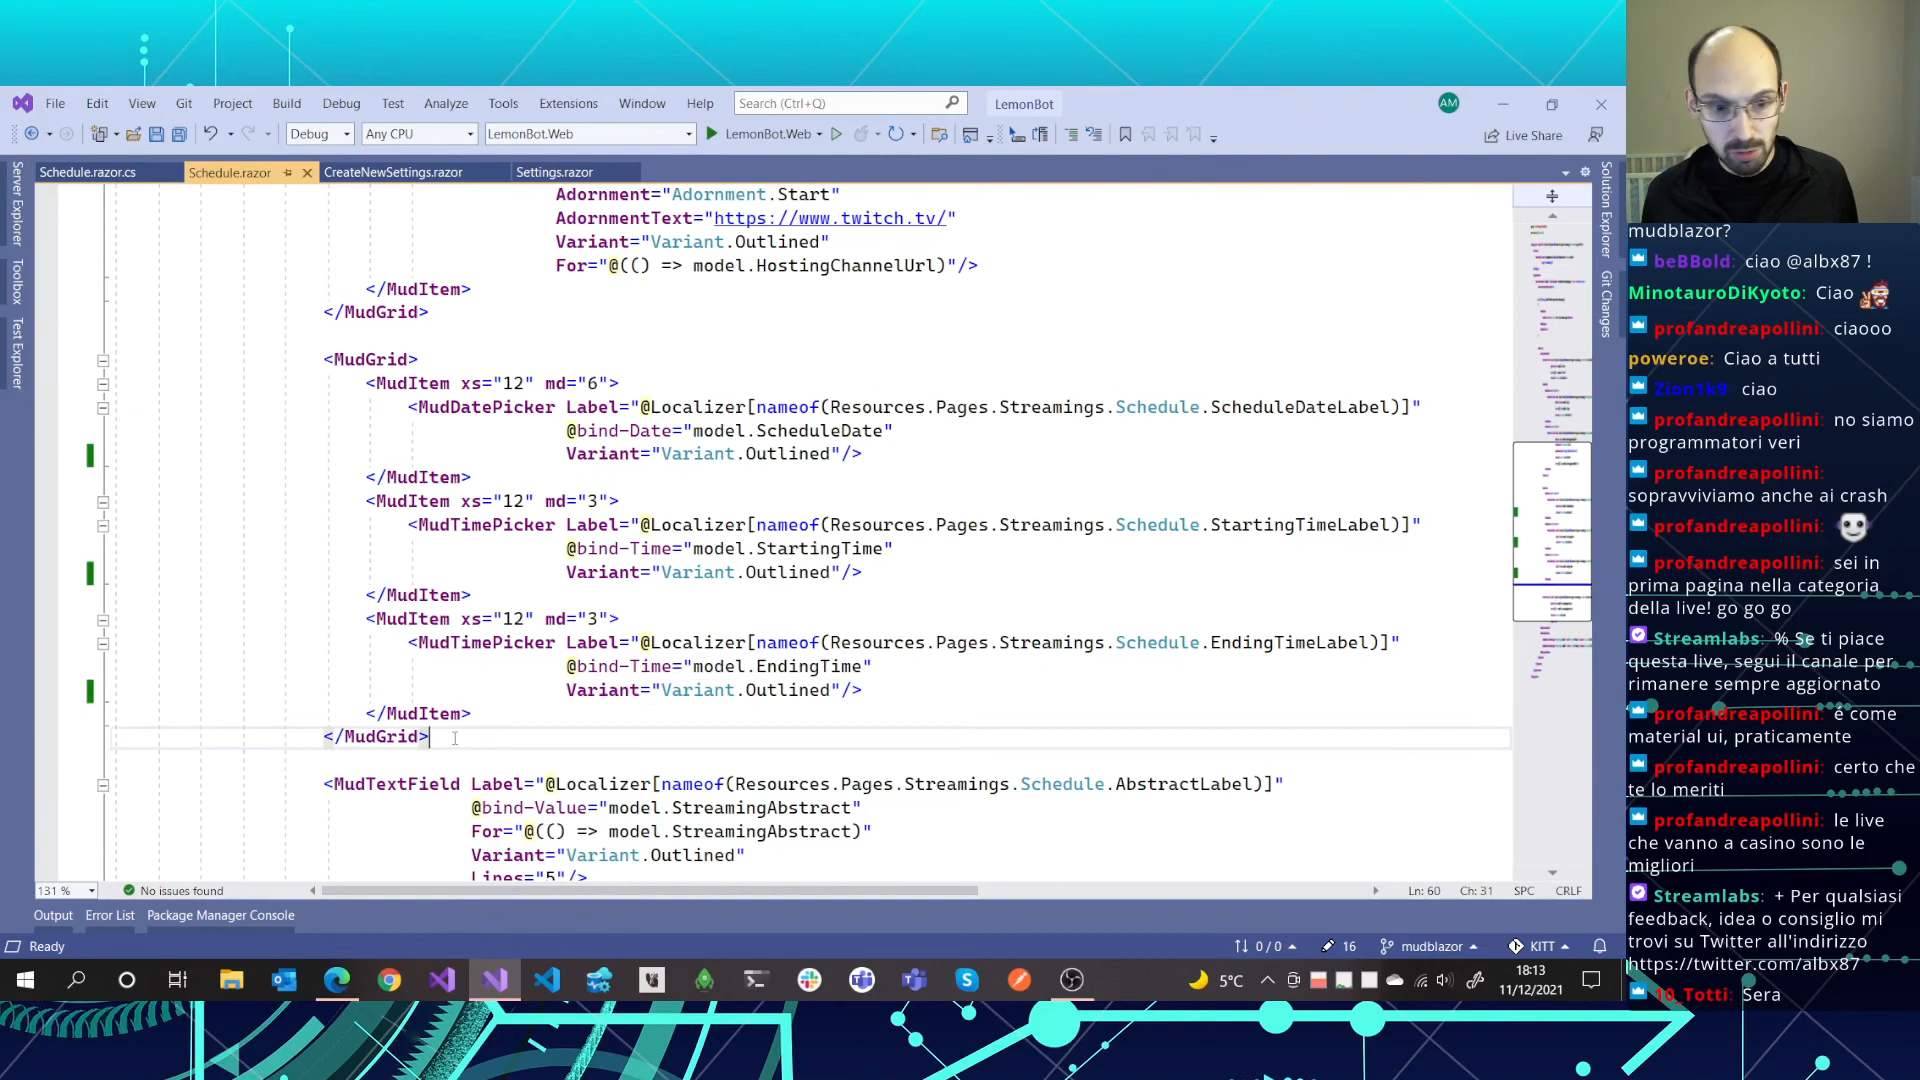 File Edit View Git Project Build Debug Test Analyze Tools Extensions Window Help Search (Ctrl+Q) LemonBot AM
Debug Any CPU LemonBot.Web LemonBot.Web Live Share
Schedule.razor.cs Schedule.razor CreateNewSettings.razor Settings.razor
Server Explorer
Toolbox
Test Explorer
Solution Explorer
Git Changes
Adornment="Adornment.Start"
AdornmentText="https://www.twitch.tv/"
Variant="Variant.Outlined"
For="@(() => model.HostingChannelUrl)"/>
</MudItem>
</MudGrid>
<MudGrid>
<MudItem xs="12" md="6">
<MudDatePicker Label="@Localizer[nameof(Resources.Pages.Streamings.Schedule.ScheduleDateLabel)]"
@bind-Date="model.ScheduleDate"
Variant="Variant.Outlined"/>
</MudItem>
<MudItem xs="12" md="3">
<MudTimePicker Label="@Localizer[nameof(Resources.Pages.Streamings.Schedule.StartingTimeLabel)]"
@bind-Time="model.StartingTime"
Variant="Variant.Outlined"/>
</MudItem>
<MudItem xs="12" md="3">
<MudTimePicker Label="@Localizer[nameof(Resources.Pages.Streamings.Schedule.EndingTimeLabel)]"
@bind-Time="model.EndingTime"
Variant="Variant.Outlined"/>
</MudItem>
</MudGrid>
<MudTextField Label="@Localizer[nameof(Resources.Pages.Streamings.Schedule.AbstractLabel)]"
@bind-Value="model.StreamingAbstract"
For="@(() => model.StreamingAbstract)"
Variant="Variant.Outlined"
Lines="5"/>
131 % No issues found Ln: 60 Ch: 31 SPC CRLF
Output Error List Package Manager Console
Ready 0 / 0 16 mudblazor KITT
5°C 18:13
11/12/2021
mudblazor?
beBBold: ciao @albx87 !
MinotauroDiKyoto: Ciao
profandreapollini: ciaooo
poweroe: Ciao a tutti
Zion1k9: ciao
profandreapollini: no siamo
programmatori veri
profandreapollini:
sopravviviamo anche ai crash
profandreapollini:
profandreapollini: sei in
prima pagina nella categoria
della live! go go go
Streamlabs: % Se ti piace
questa live, segui il canale per
rimanere sempre aggiornato
profandreapollini: é come
material ui, praticamente
profandreapollini: certo che
te lo meriti
profandreapollini: le live
che vanno a casino sono le
migliori
Streamlabs: + Per qualsiasi
feedback, idea o consiglio mi
trovi su Twitter all'indirizzo
https://twitter.com/albx87
10_Totti: Sera